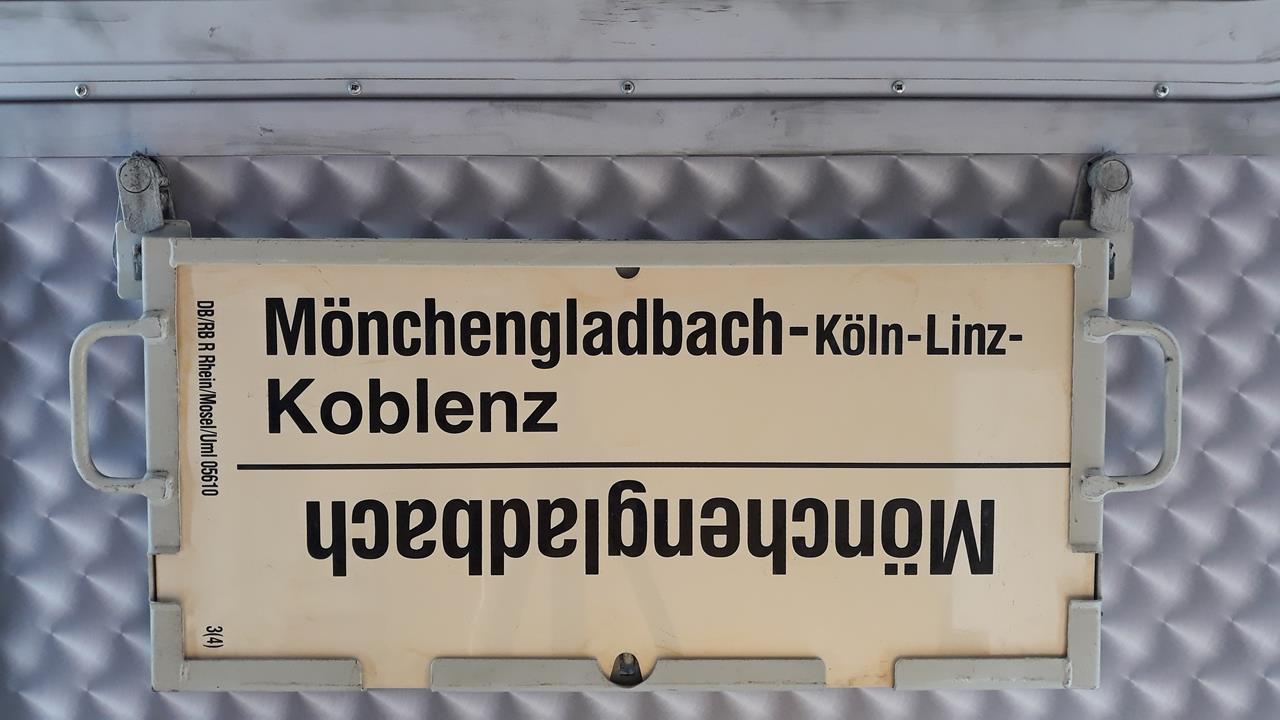 Mönchengladbach-Köln-Linz-
Koblenz
Mönchengladbach
DB/RB R Rhein/Mosel/Uml 05610
3(4)